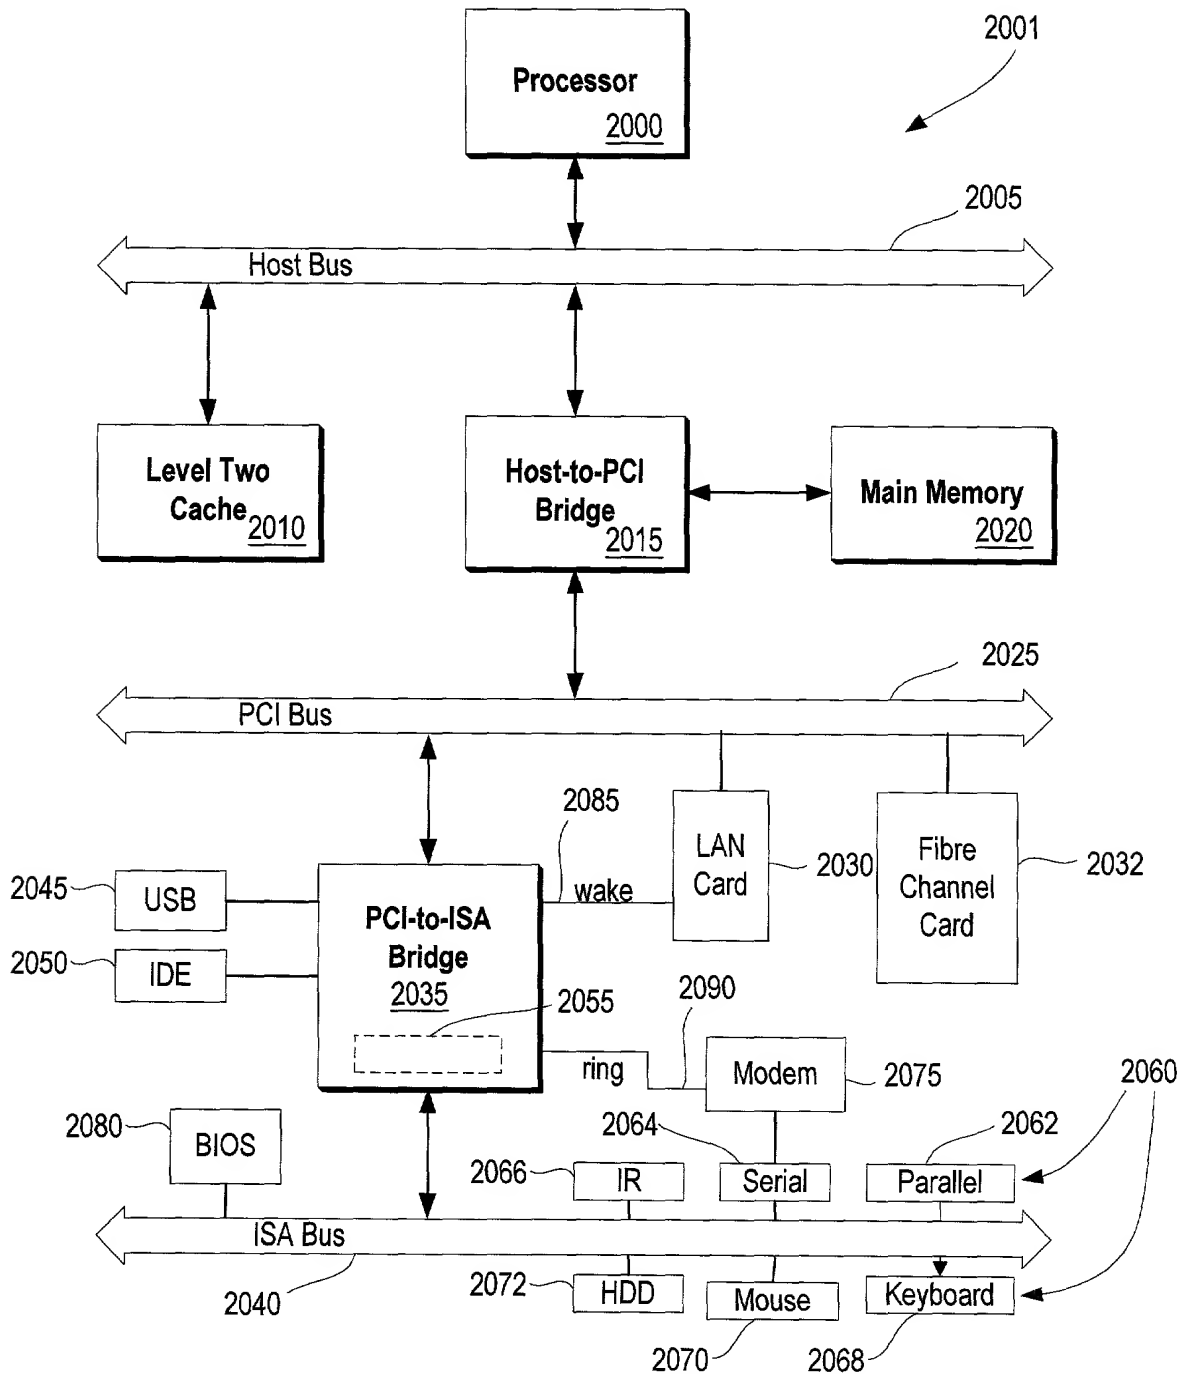 2001
Processor
2000
2005
Host Bus
Level Two
Cache
2010
Host-to-PCI
Bridge
2015
Main Memory
2020
2025
PCI Bus
2085
LAN
Card
2030
Fibre
Channel
Card
2032
2045
USB
wake
PCI-to-ISA
Bridge
2035
2050
IDE
2055
2090
ring
Modem
2075
2060
2080
BIOS
2064
2062
2066
IR
Serial
Parallel
ISA Bus
2040
2072
HDD
Mouse
Keyboard
2070
2068